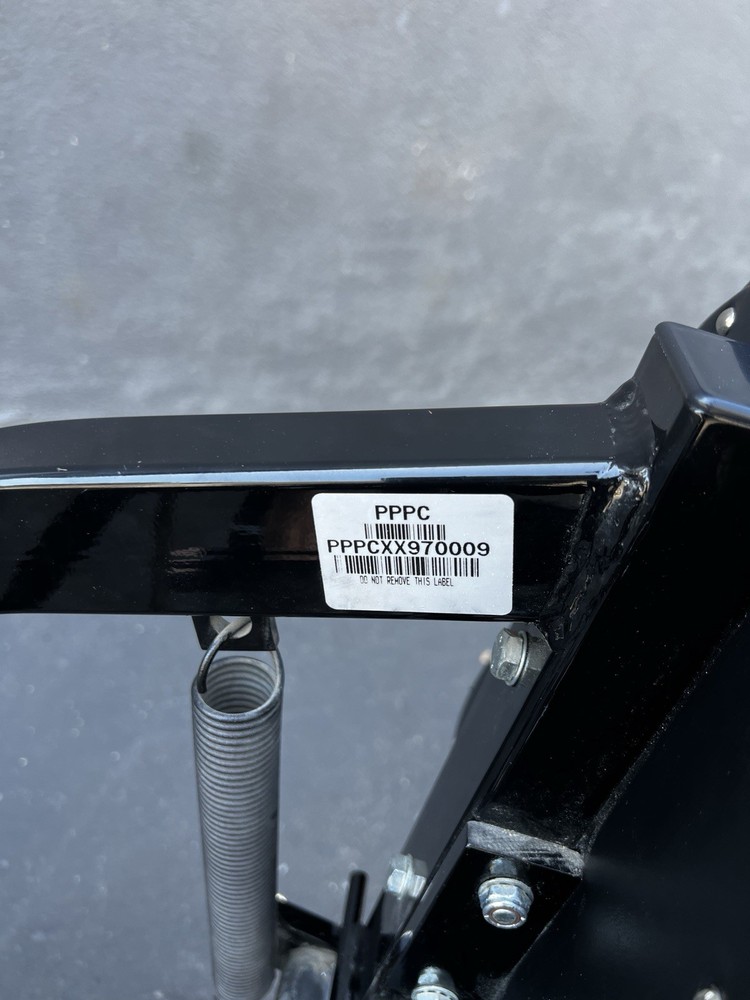 PPPC
PPPCXX970009
DO NOT REMOVE THIS LABEL